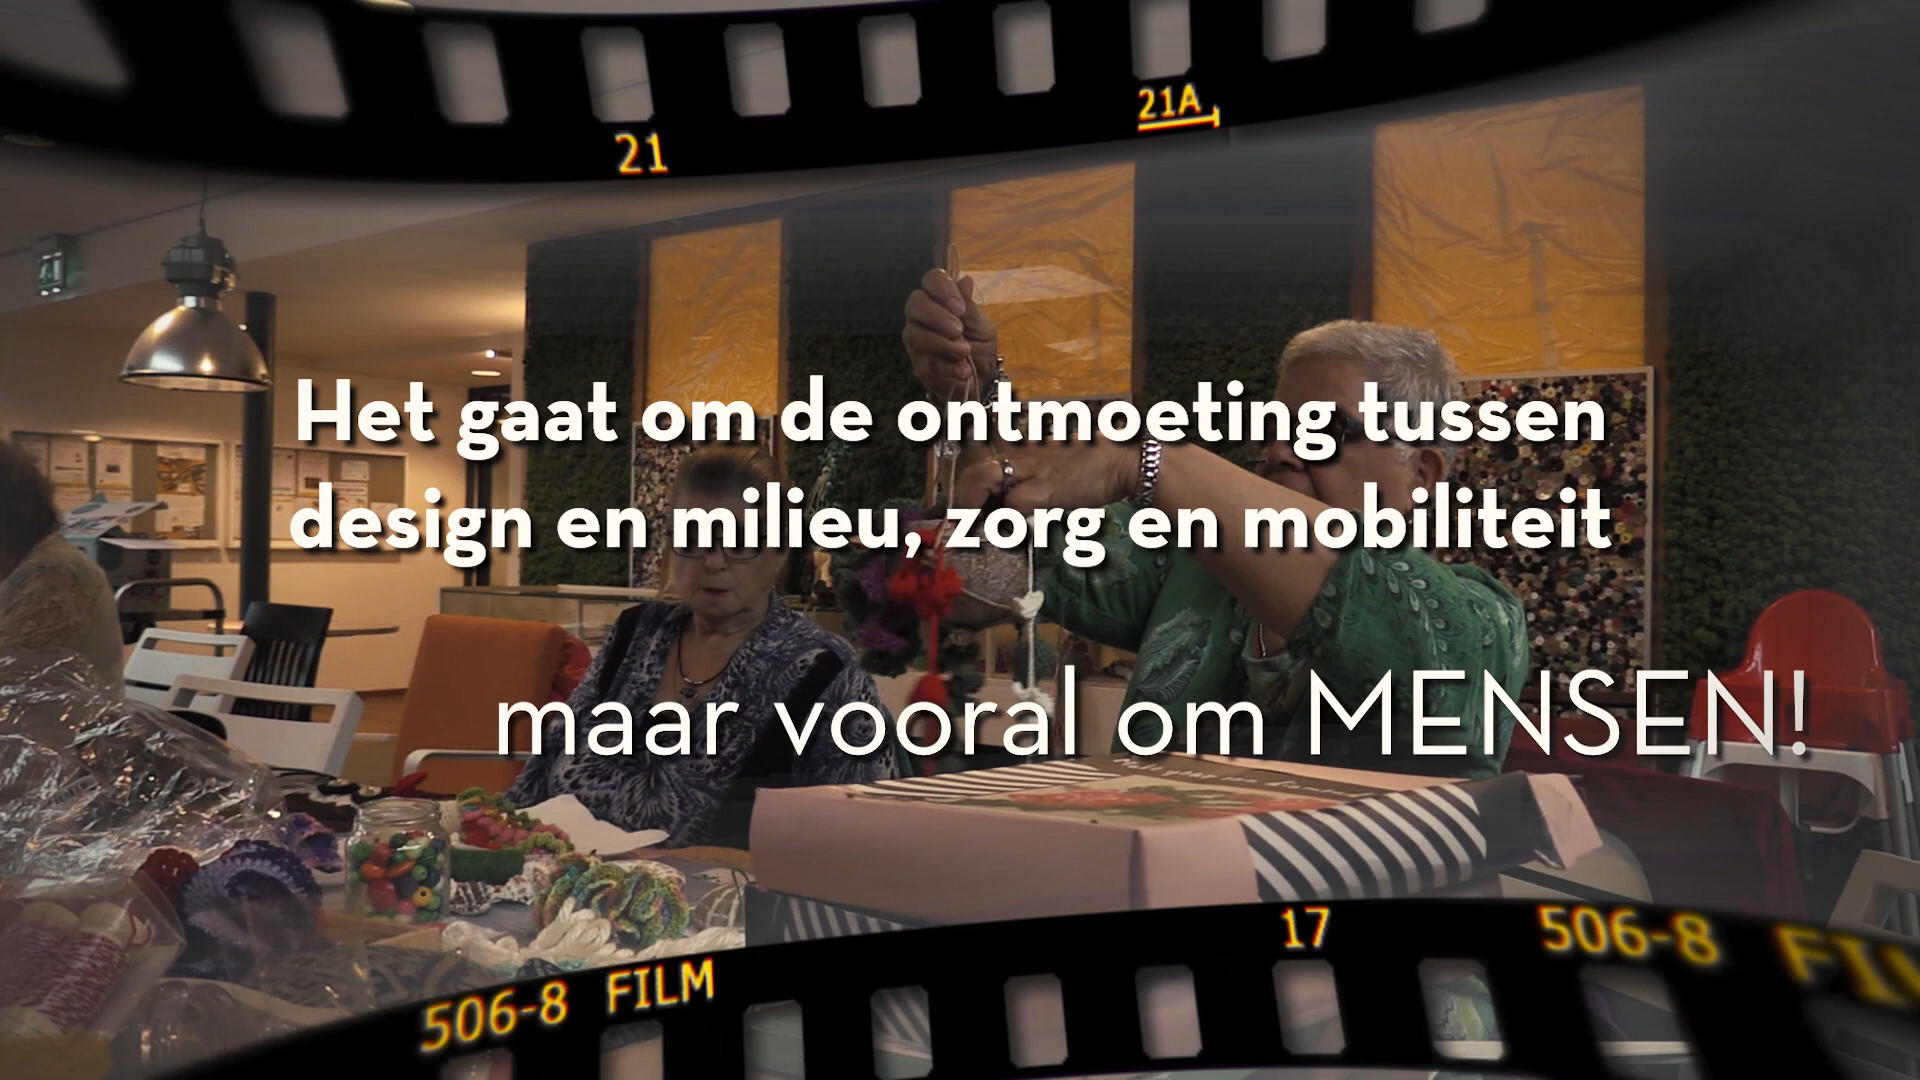 21
21A
Het gaat om de ontmoeting tussen
design en milieu, zorg en mobiliteit
maar vooral om MENSEN!
17
506-8
506-8 FILM